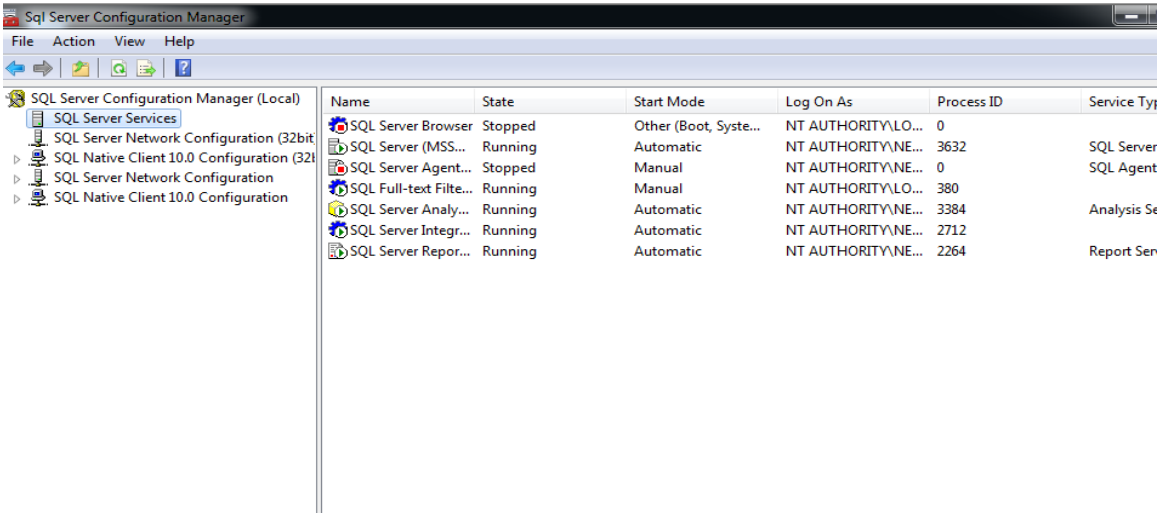 Sql Server Configuration Manager
File Action View Help
SQL Server Configuration Manager (Local)
SQL Server Services
SQL Server Network Configuration (32bit
SQL Native Client 10.0 Configuration (32b
SQL Server Network Configuration
SQL Native Client 10.0 Configuration
Name State Start Mode Log On As Process ID Service Typ
SQL Server Browser Stopped Other (Boot, Syste... NT AUTHORITY\LO... 0
SQL Server (MSS... Running Automatic NT AUTHORITY\NE... 3632 SQL Server
SQL Server Agent... Stopped Manual NT AUTHORITY\NE... 0 SQL Agent
SQL Full-text Filte... Running Manual NT AUTHORITY\LO... 380
SQL Server Analy... Running Automatic NT AUTHORITY\NE... 3384 Analysis Se
SQL Server Integr... Running Automatic NT AUTHORITY\NE... 2712
SQL Server Repor... Running Automatic NT AUTHORITY\NE... 2264 Report Ser